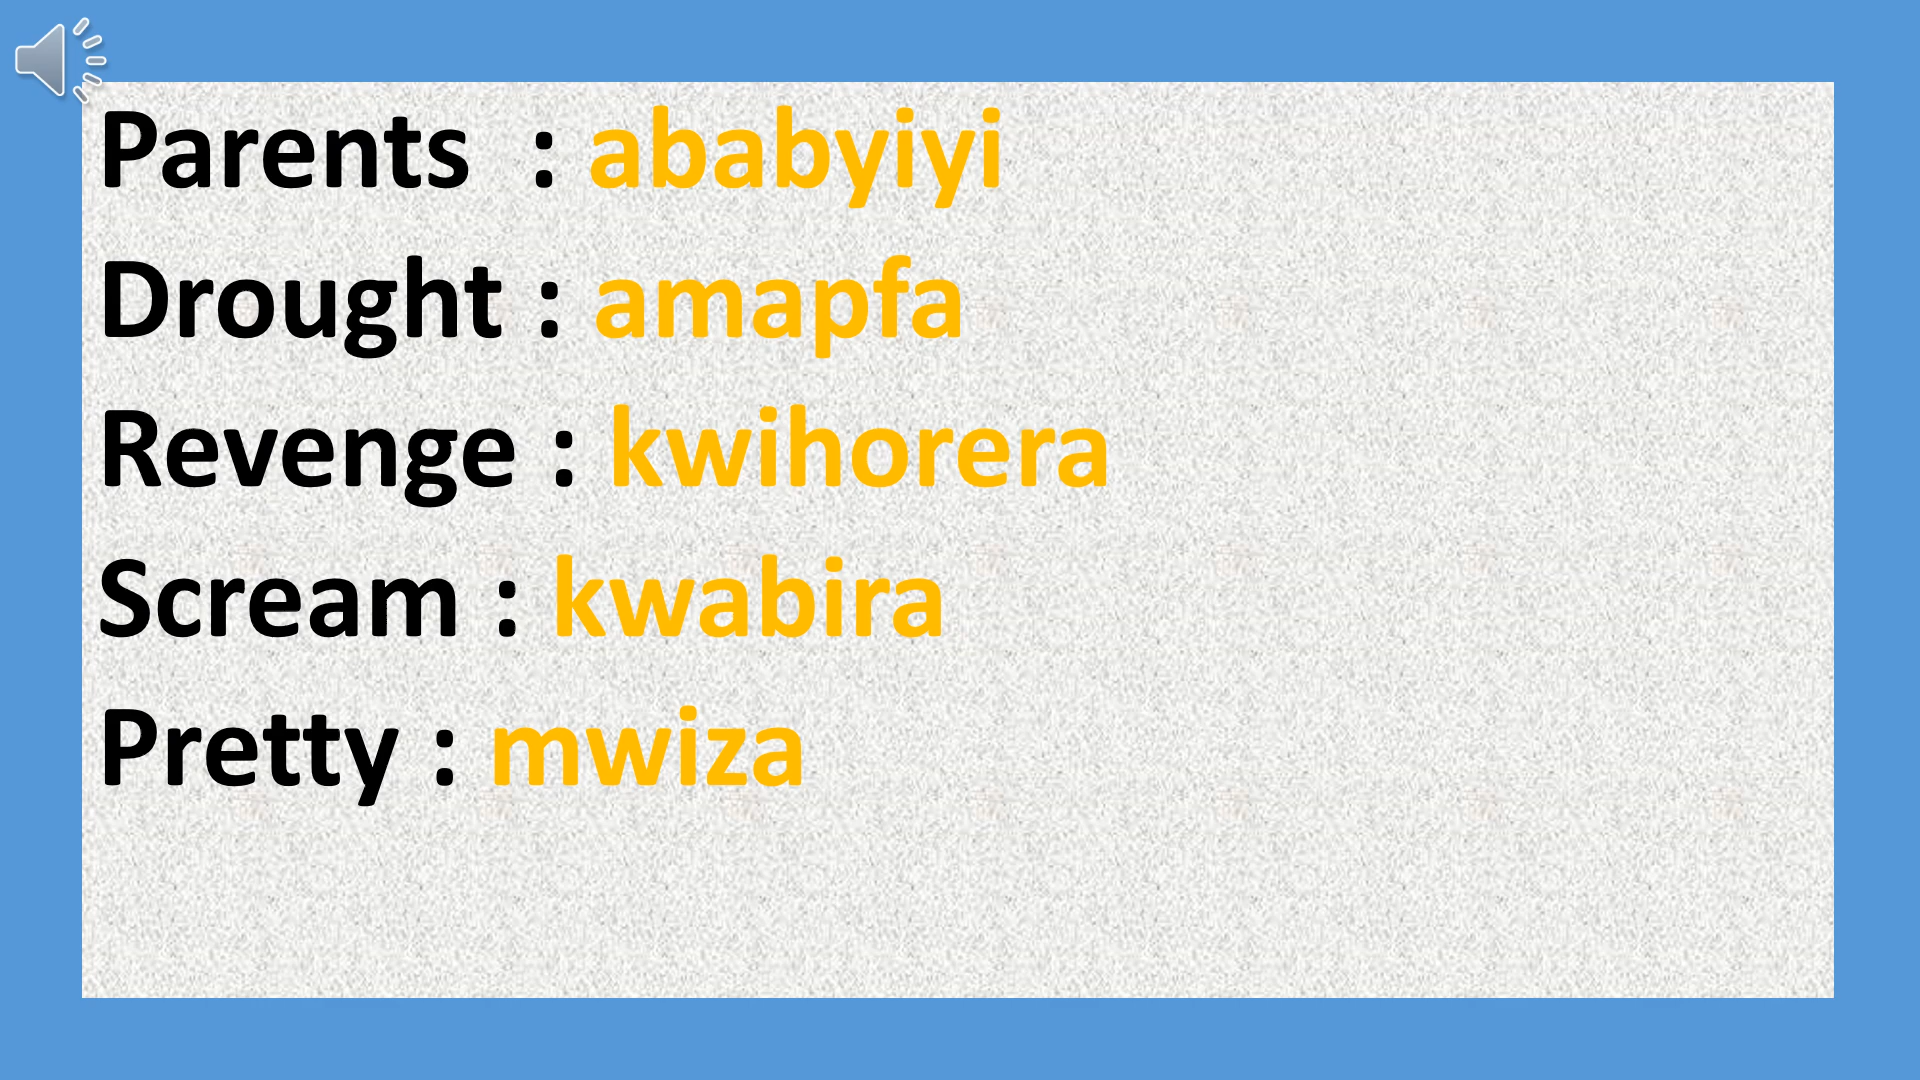 Parents : ababyiyi
Drought : amapfa
Revenge : kwihorera
Scream : kwabira
Pretty : mwiza